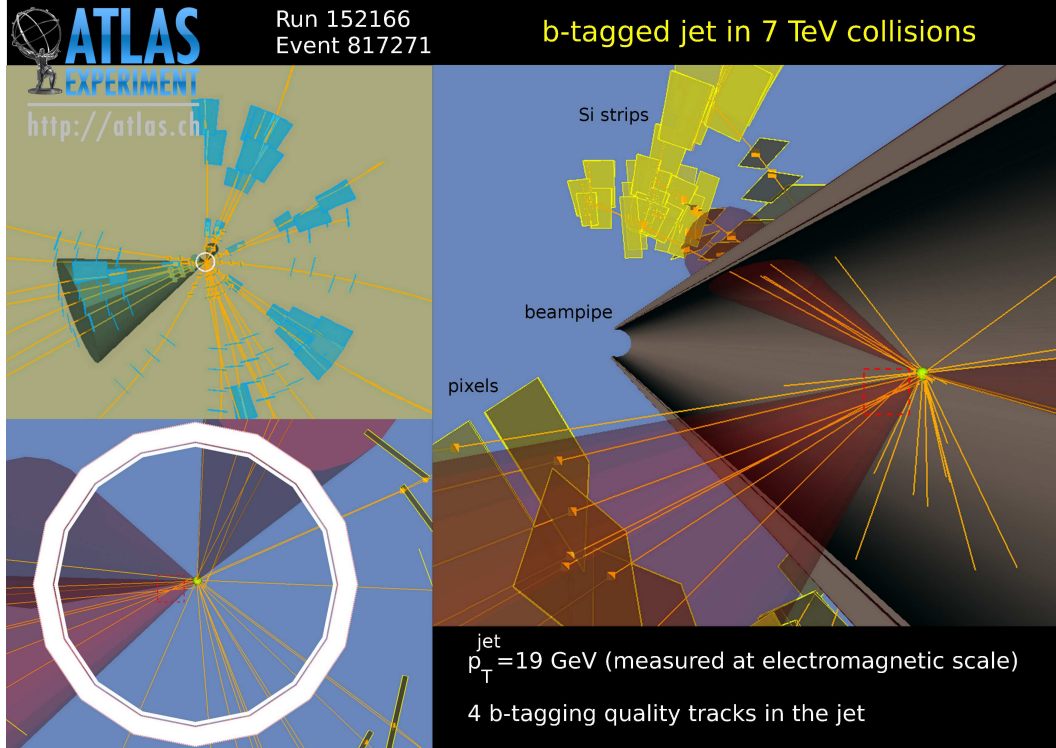 ATLAS
EXPERIMENT
http://atlas.ch
Run 152166
Event 817271
b-tagged jet in 7 TeV collisions
Si strips
beampipe
pixels
p_T^jet=19 GeV (measured at electromagnetic scale)
4 b-tagging quality tracks in the jet